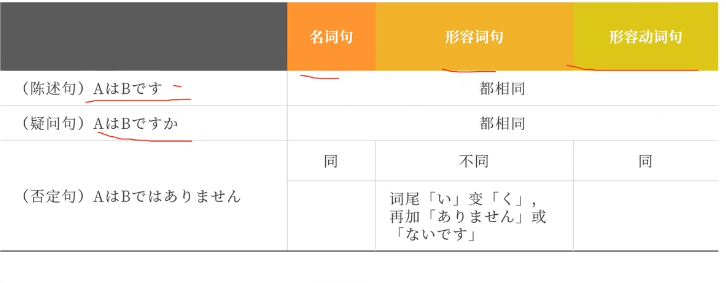 名词句 形容词句 形容动词句
（陈述句）AはBです 都相同
（疑问句）AはBですか 都相同
同 不同 同
（否定句）AはBではありません
词尾「い」变「く」，
再加「ありません」或
「ないです」